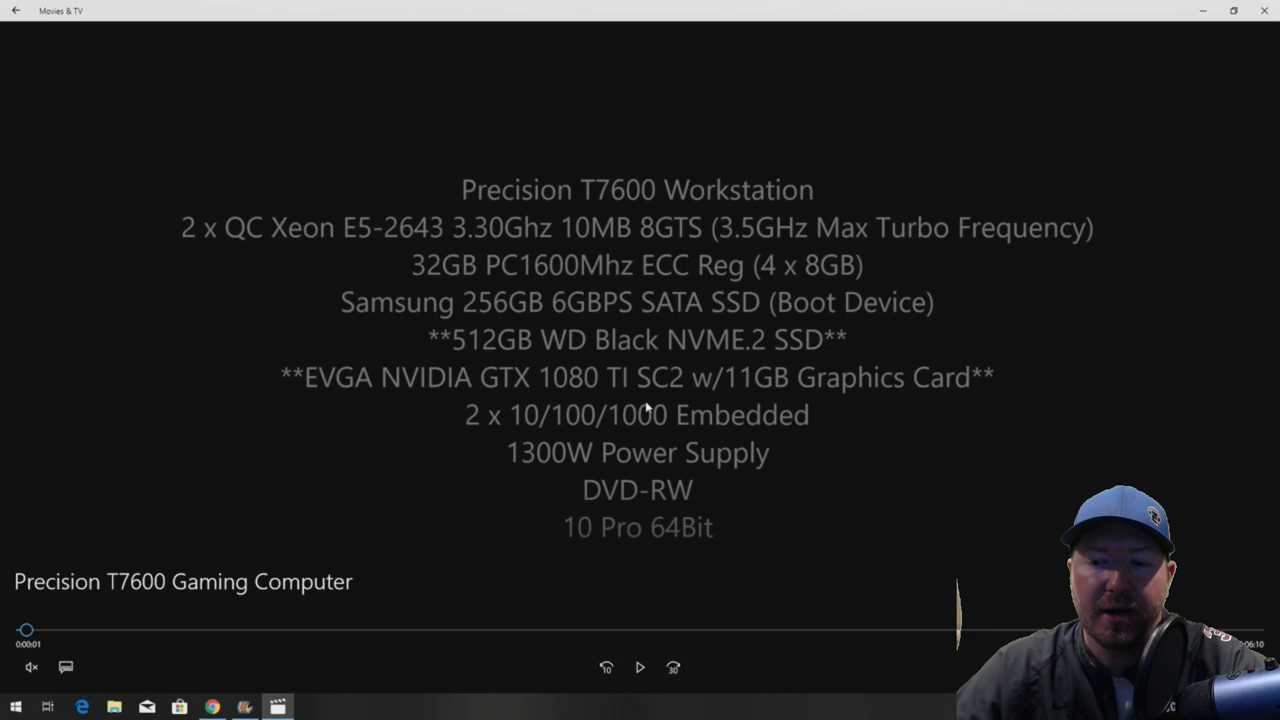 Movies & TV
Precision T7600 Workstation
2 x QC Xeon E5-2643 3.30Ghz 10MB 8GTS (3.5GHz Max Turbo Frequency)
32GB PC1600Mhz ECC Reg (4 x 8GB)
Samsung 256GB 6GBPS SATA SSD (Boot Device)
**512GB WD Black NVME.2 SSD**
**EVGA NVIDIA GTX 1080 TI SC2 w/11GB Graphics Card**
2 x 10/100/1000 Embedded
1300W Power Supply
DVD-RW
10 Pro 64Bit
Precision T7600 Gaming Computer
0:00:01
06:10
10
30